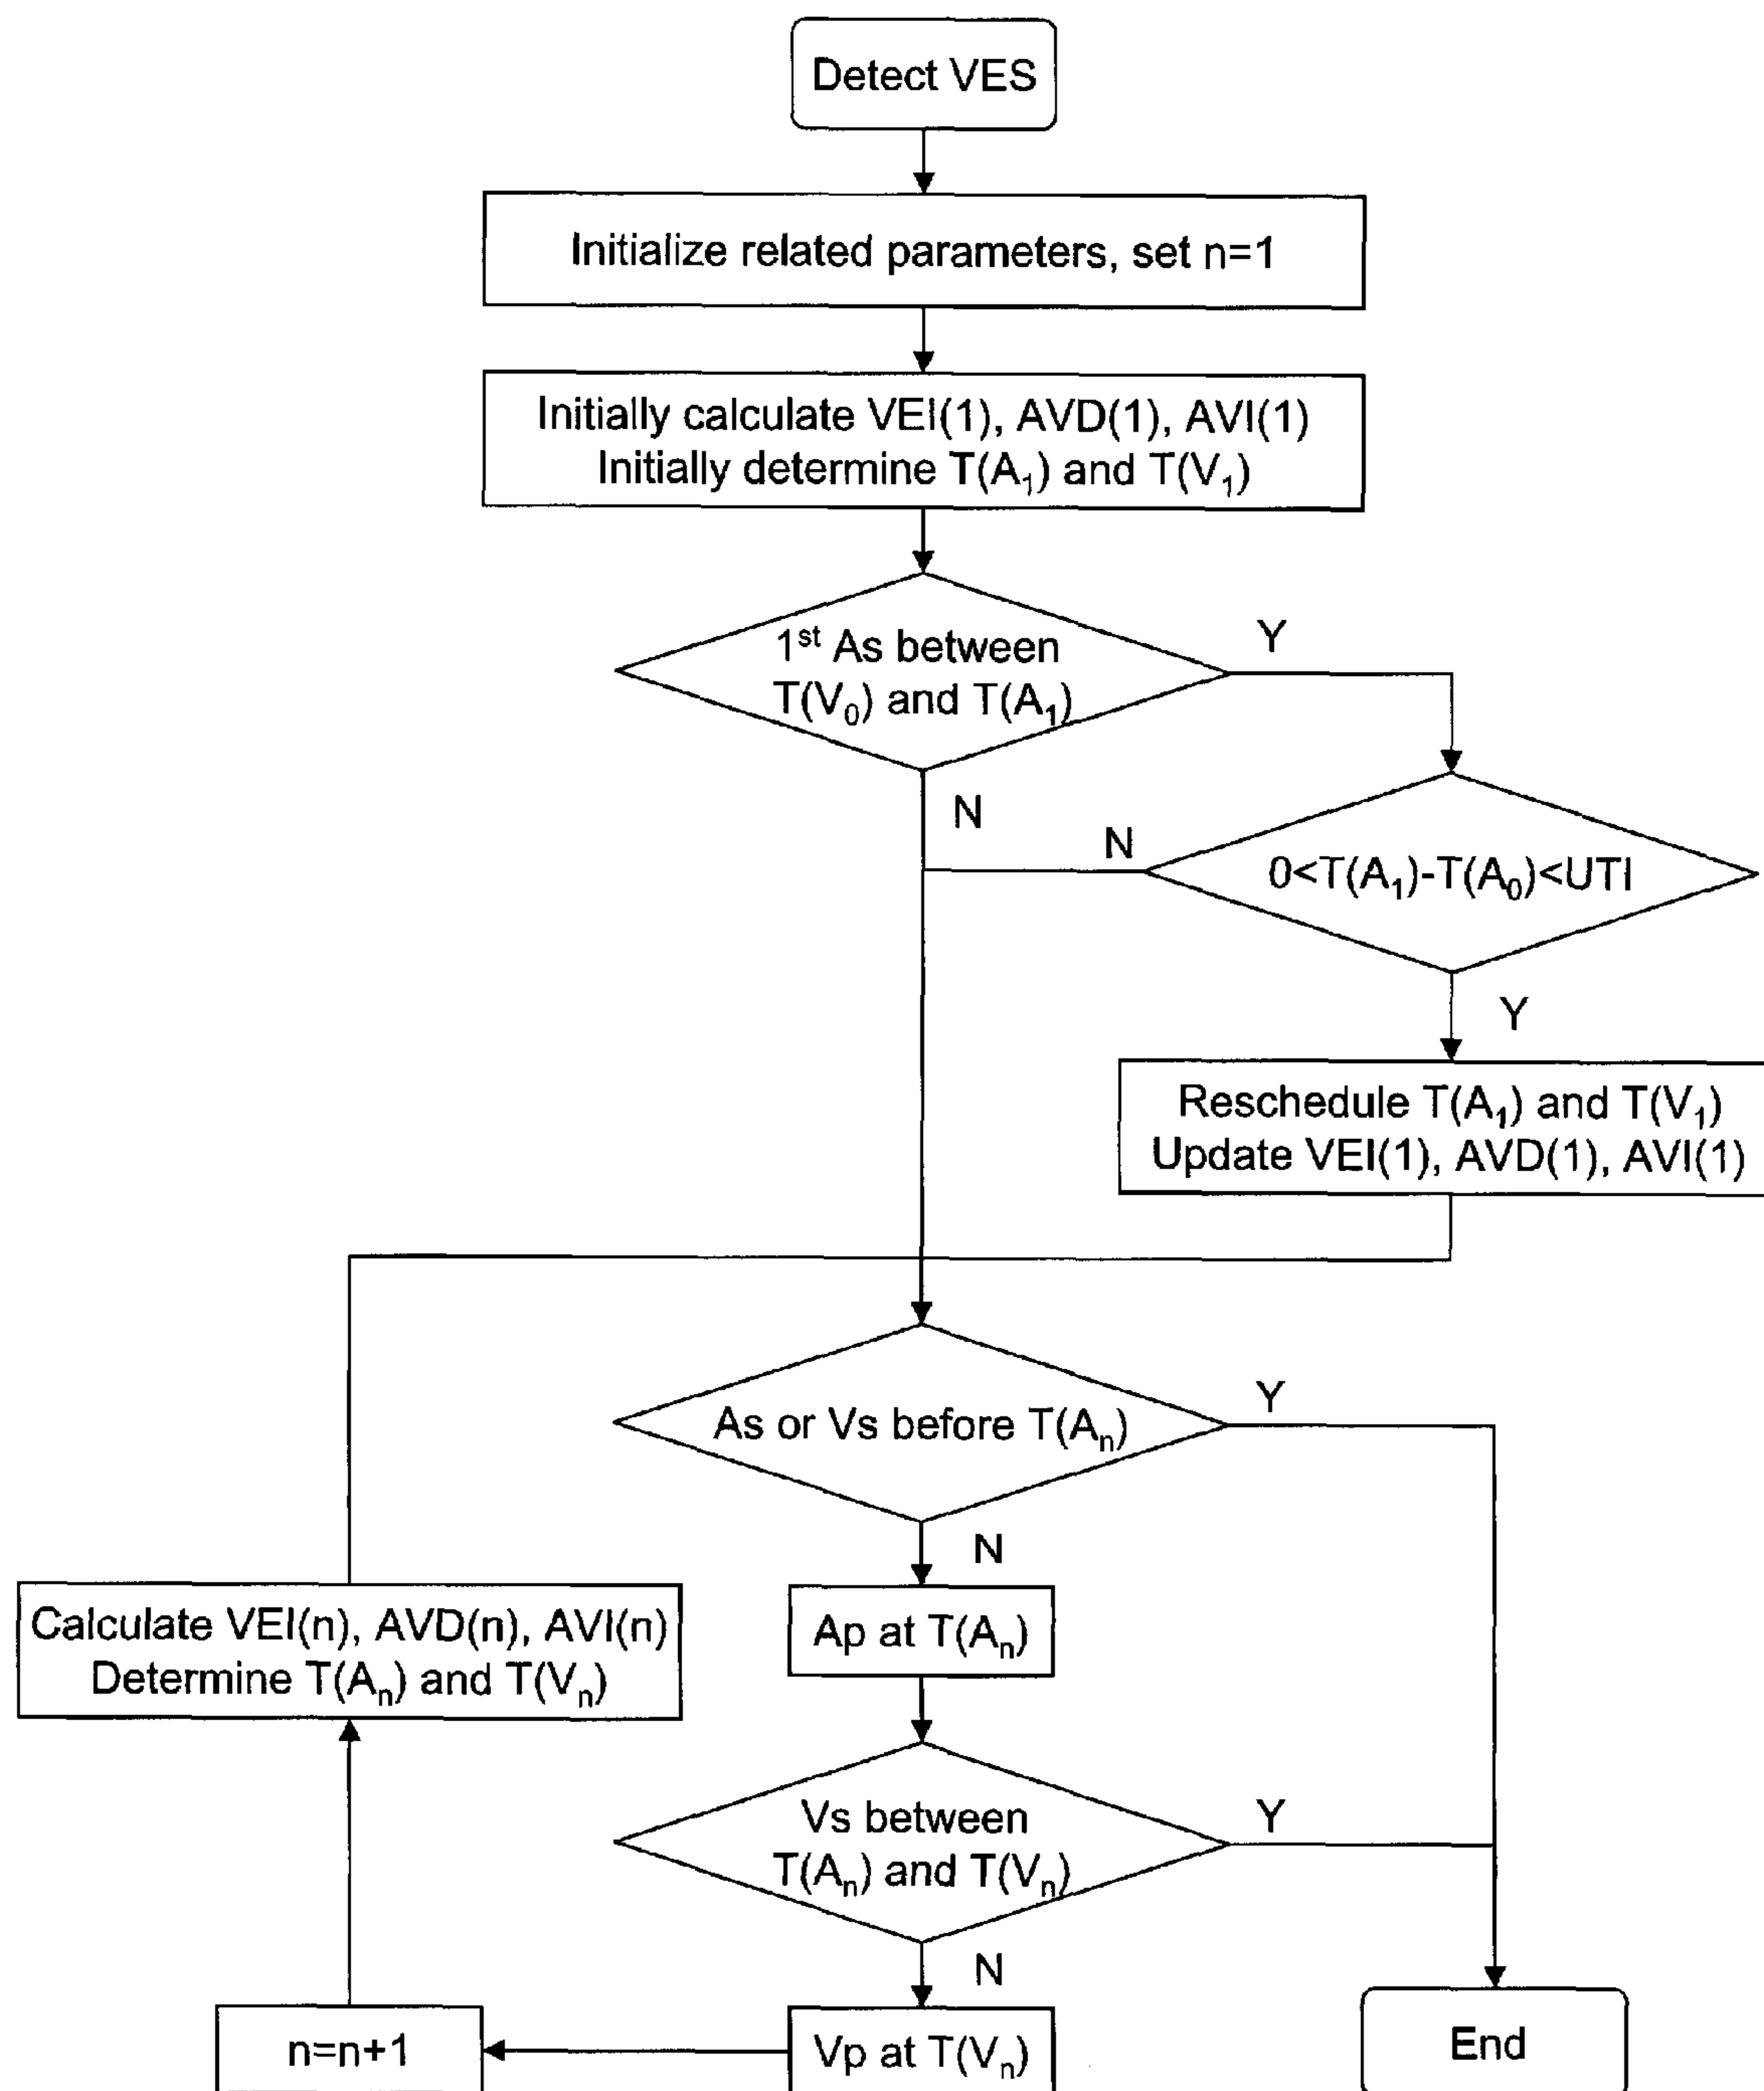 Detect VES
Initialize related parameters, set n=1
Initially calculate VEI(1), AVD(1), AVI(1)
Initially determine T(A₁) and T(V₁)
1ˢᵗ As between
T(V₀) and T(A₁)
Y
N
N
0<T(A₁)-T(A₀)<UTI
Y
Reschedule T(A₁) and T(V₁)
Update VEI(1), AVD(1), AVI(1)
As or Vs before T(Aₙ)
Y
N
Calculate VEI(n), AVD(n), AVI(n)
Determine T(Aₙ) and T(Vₙ)
Ap at T(Aₙ)
Vs between
T(Aₙ) and T(Vₙ)
Y
N
n=n+1
Vp at T(Vₙ)
End